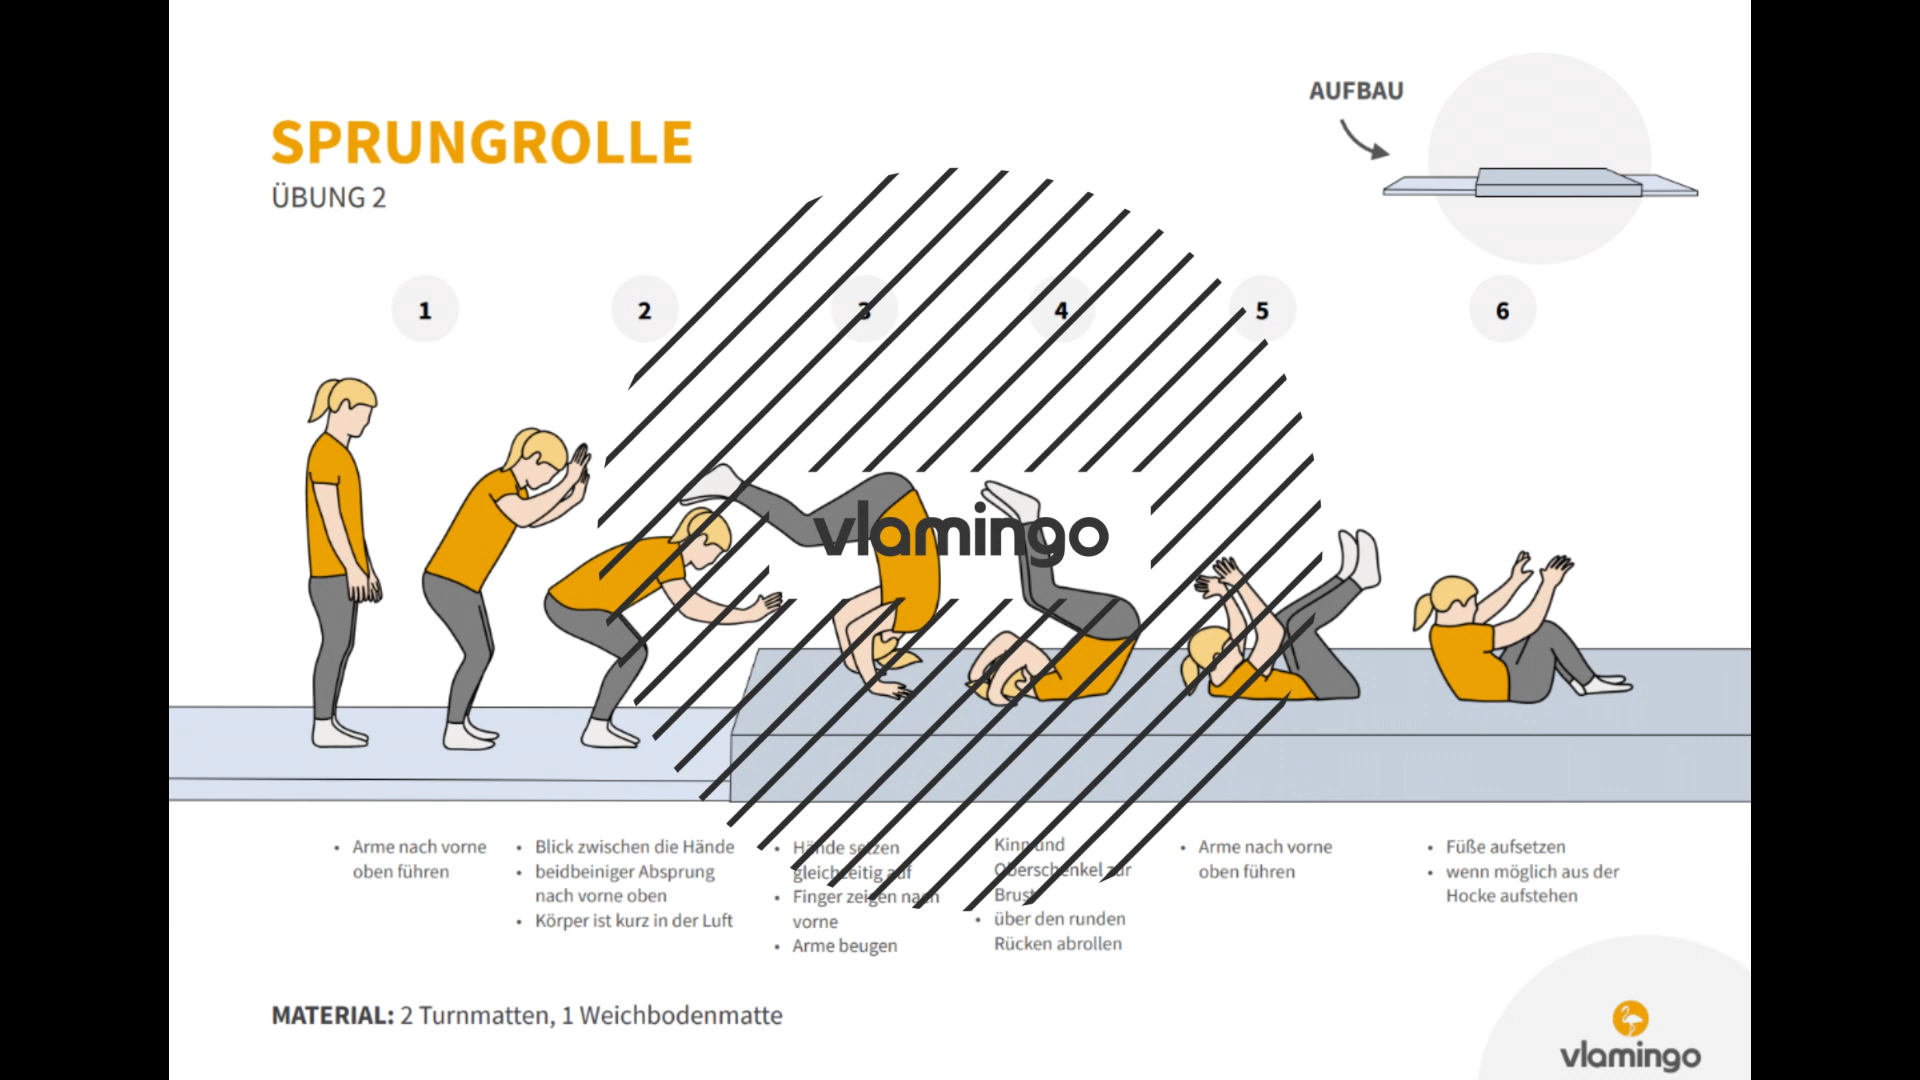 AUFBAU
SPRUNGROLLE
ÜBUNG 2
1
2
3
4
5
6
vlamingo
• Arme nach vorne
oben führen
• Blick zwischen die Hände
• beidbeiniger Absprung
nach vorne oben
• Körper ist kurz in der Luft
• Hände setzen
gleichzeitig auf
• Finger zeigen nach
vorne
• Arme beugen
Kinn und
Oberschenkel zur
Brust
• über den runden
Rücken abrollen
• Arme nach vorne
oben führen
• Füße aufsetzen
• wenn möglich aus der
Hocke aufstehen
MATERIAL: 2 Turnmatten, 1 Weichbodenmatte
vlamingo